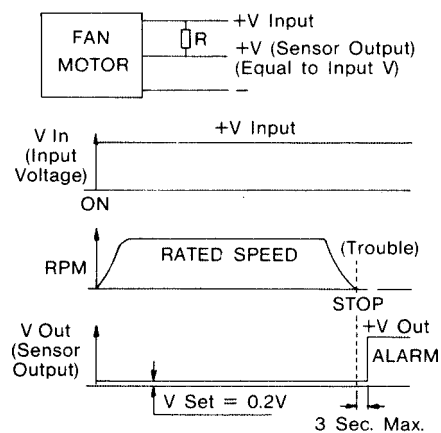 FAN
MOTOR
+V Input
R
+V (Sensor Output)
(Equal to Input V)
−
V In
(Input
Voltage)
+V Input
ON
RPM
RATED SPEED
(Trouble)
STOP
V Out
(Sensor
Output)
+V Out
ALARM
V Set = 0.2V
3 Sec. Max.